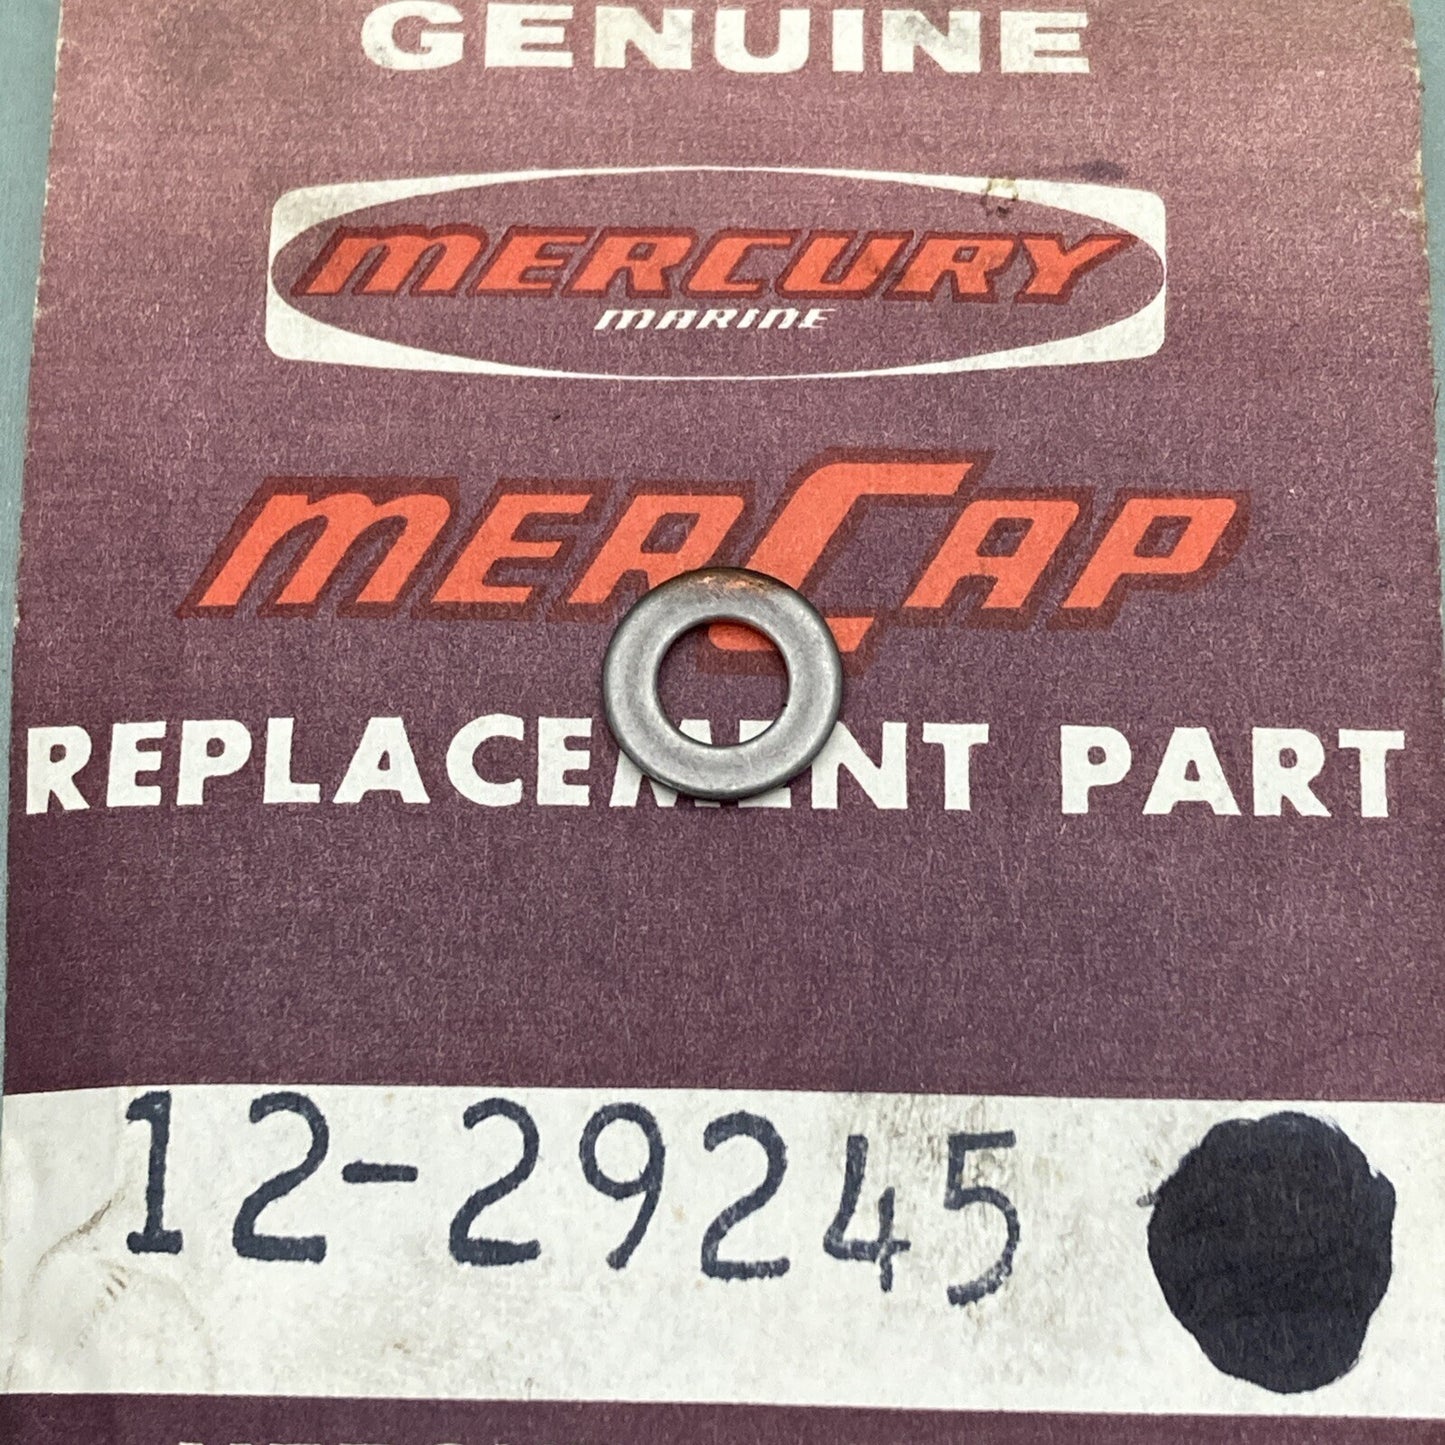 GENUINE
MERCURY
MARINE
MERCAP
REPLACEMENT PART
12-29245